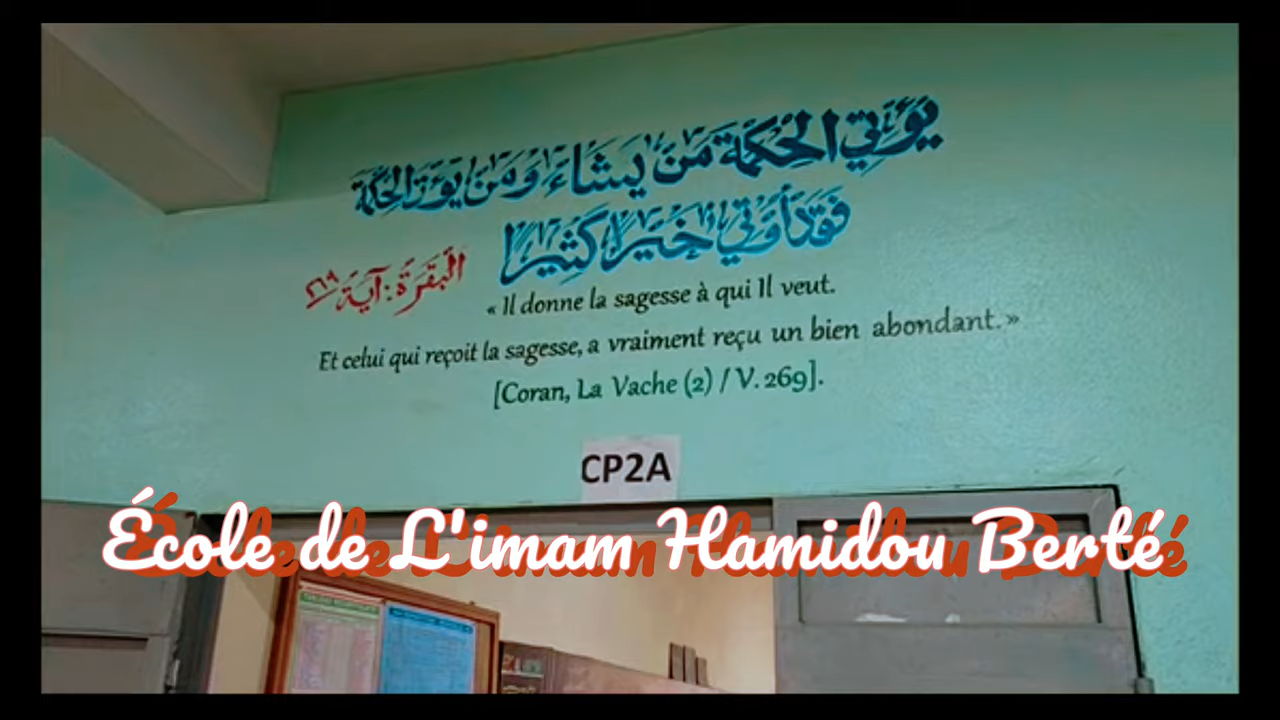 يؤتي الحكمة من يشاء ومن يؤت الحكمة
فقد أوتي خيرا كثيرا
البقرة : آية ٢٦٩
« Il donne la sagesse à qui Il veut.
Et celui qui reçoit la sagesse, a vraiment reçu un bien abondant. »
[Coran, La Vache (2) / V. 269].
CP2A
École de L'imam Hamidou Berté